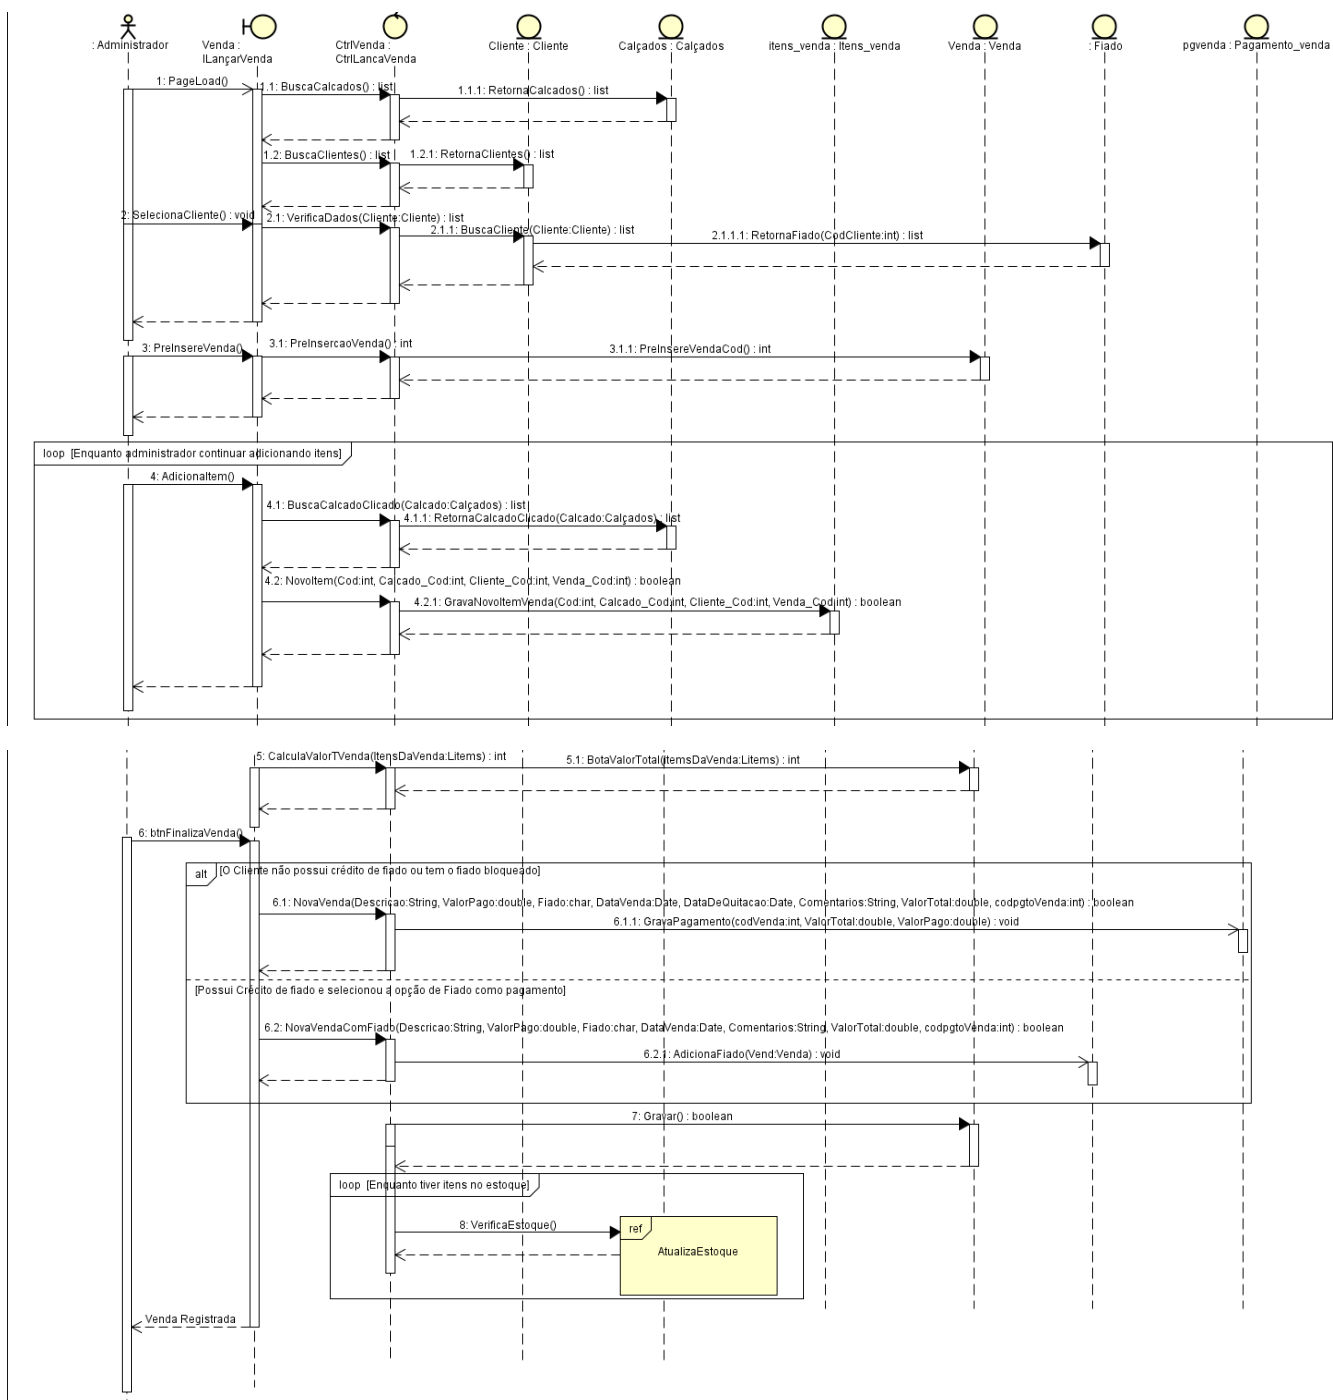 : Administrador
Venda :
ILançarVenda
CtrlVenda :
CtrlLancaVenda
Cliente : Cliente
Calçados : Calçados
itens_venda : Itens_venda
Venda : Venda
: Fiado
pgvenda : Pagamento_venda
1: PageLoad()
1.1: BuscaCalcados() : list
1.1.1: RetornaCalcados() : list
1.2: BuscaClientes() : list
1.2.1: RetornaClientes() : list
2: SelecionaCliente() : void
2.1: VerificaDados(Cliente:Cliente) : list
2.1.1: BuscaCliente(Cliente:Cliente) : list
2.1.1.1: RetornaFiado(CodCliente:int) : list
3: PreInsereVenda()
3.1: PreInsercaoVenda() : int
3.1.1: PreInsereVendaCod() : int
loop [Enquanto administrador continuar adicionando itens]
4: AdicionaItem()
4.1: BuscaCalcadoClicado(Calcado:Calçados) : list
4.1.1: RetornaCalcadoClicado(Calcado:Calçados) : list
4.2: NovoItem(Cod:int, Calcado_Cod:int, Cliente_Cod:int, Venda_Cod:int) : boolean
4.2.1: GravaNovoItemVenda(Cod:int, Calcado_Cod:int, Cliente_Cod:int, Venda_Cod:int) : boolean
5: CalculaValorTVenda(ItensDaVenda:Litems) : int
5.1: BotaValorTotal(itemsDaVenda:Litems) : int
6: btnFinalizaVenda()
alt [O Cliente não possui crédito de fiado ou tem o fiado bloqueado]
6.1: NovaVenda(Descricao:String, ValorPago:double, Fiado:char, DataVenda:Date, DataDeQuitacao:Date, Comentarios:String, ValorTotal:double, codpgtoVenda:int) : boolean
6.1.1: GravaPagamento(codVenda:int, ValorTotal:double, ValorPago:double) : void
[Possui Crédito de fiado e selecionou a opção de Fiado como pagamento]
6.2: NovaVendaComFiado(Descricao:String, ValorPago:double, Fiado:char, DataVenda:Date, Comentarios:String, ValorTotal:double, codpgtoVenda:int) : boolean
6.2.1: AdicionaFiado(Vend:Venda) : void
7: Gravar() : boolean
loop [Enquanto tiver itens no estoque]
8: VerificaEstoque()
ref
AtualizaEstoque
Venda Registrada